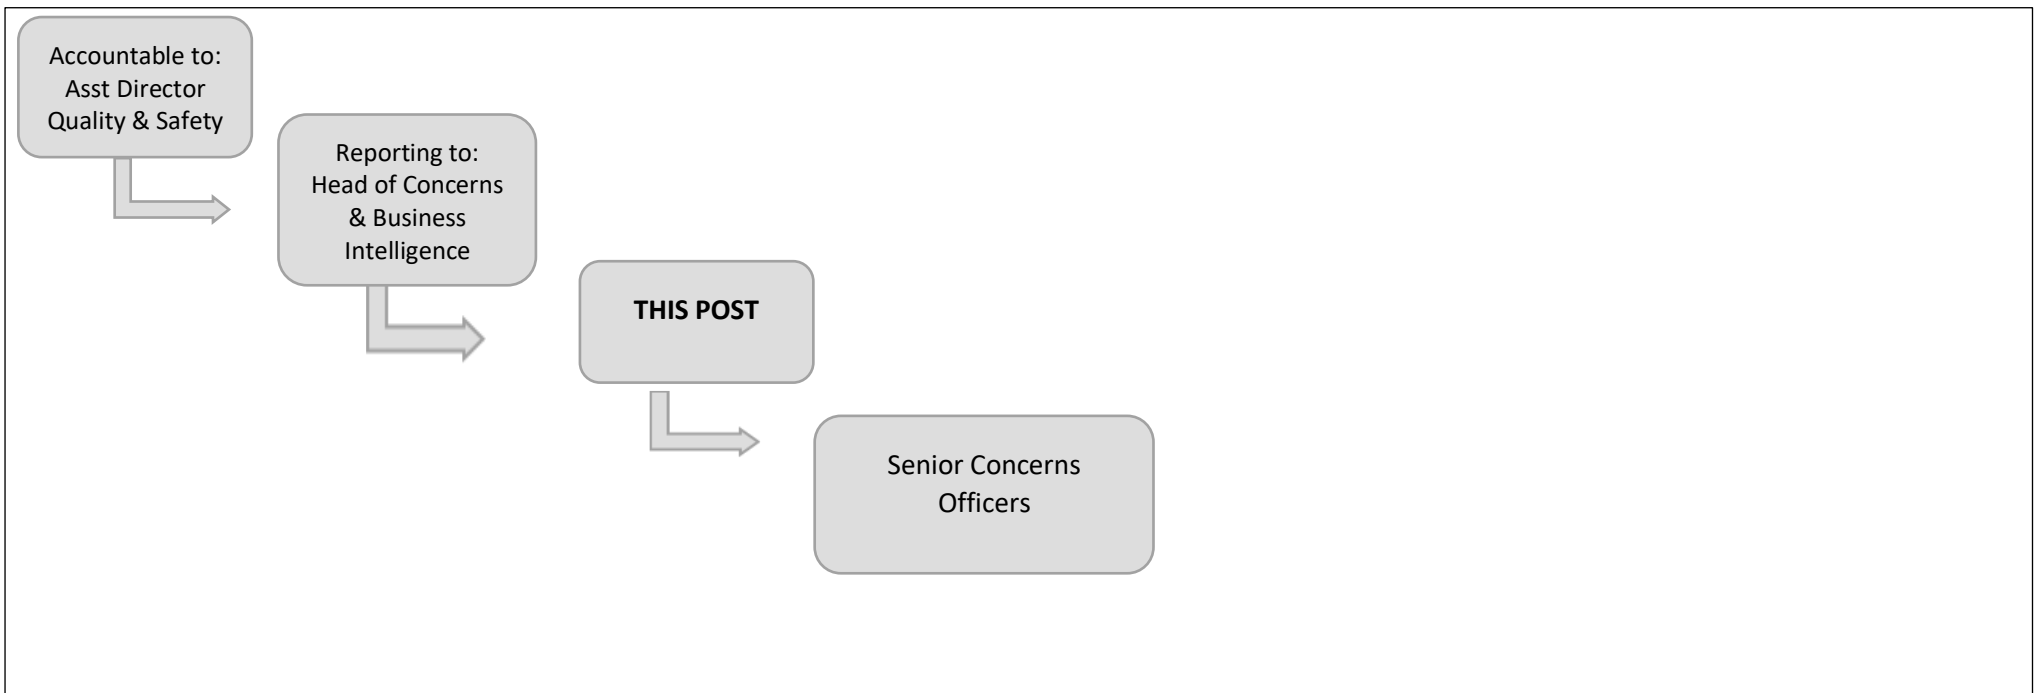 Accountable to:
Asst Director
Quality & Safety
Reporting to:
Head of Concerns
& Business
Intelligence
THIS POST
Senior Concerns
Officers